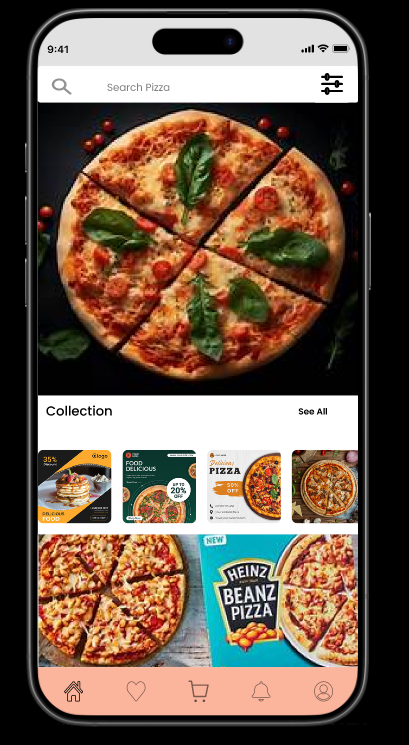 9:41
Search Pizza
Collection
See All
35%
Discount
logo
DELICIOUS
FOOD
FOOD
DELICIOUS
UP TO
20%
OFF
Delicious
PIZZA
50%
OFF
NEW
HEINZ
BEANZ
PIZZA